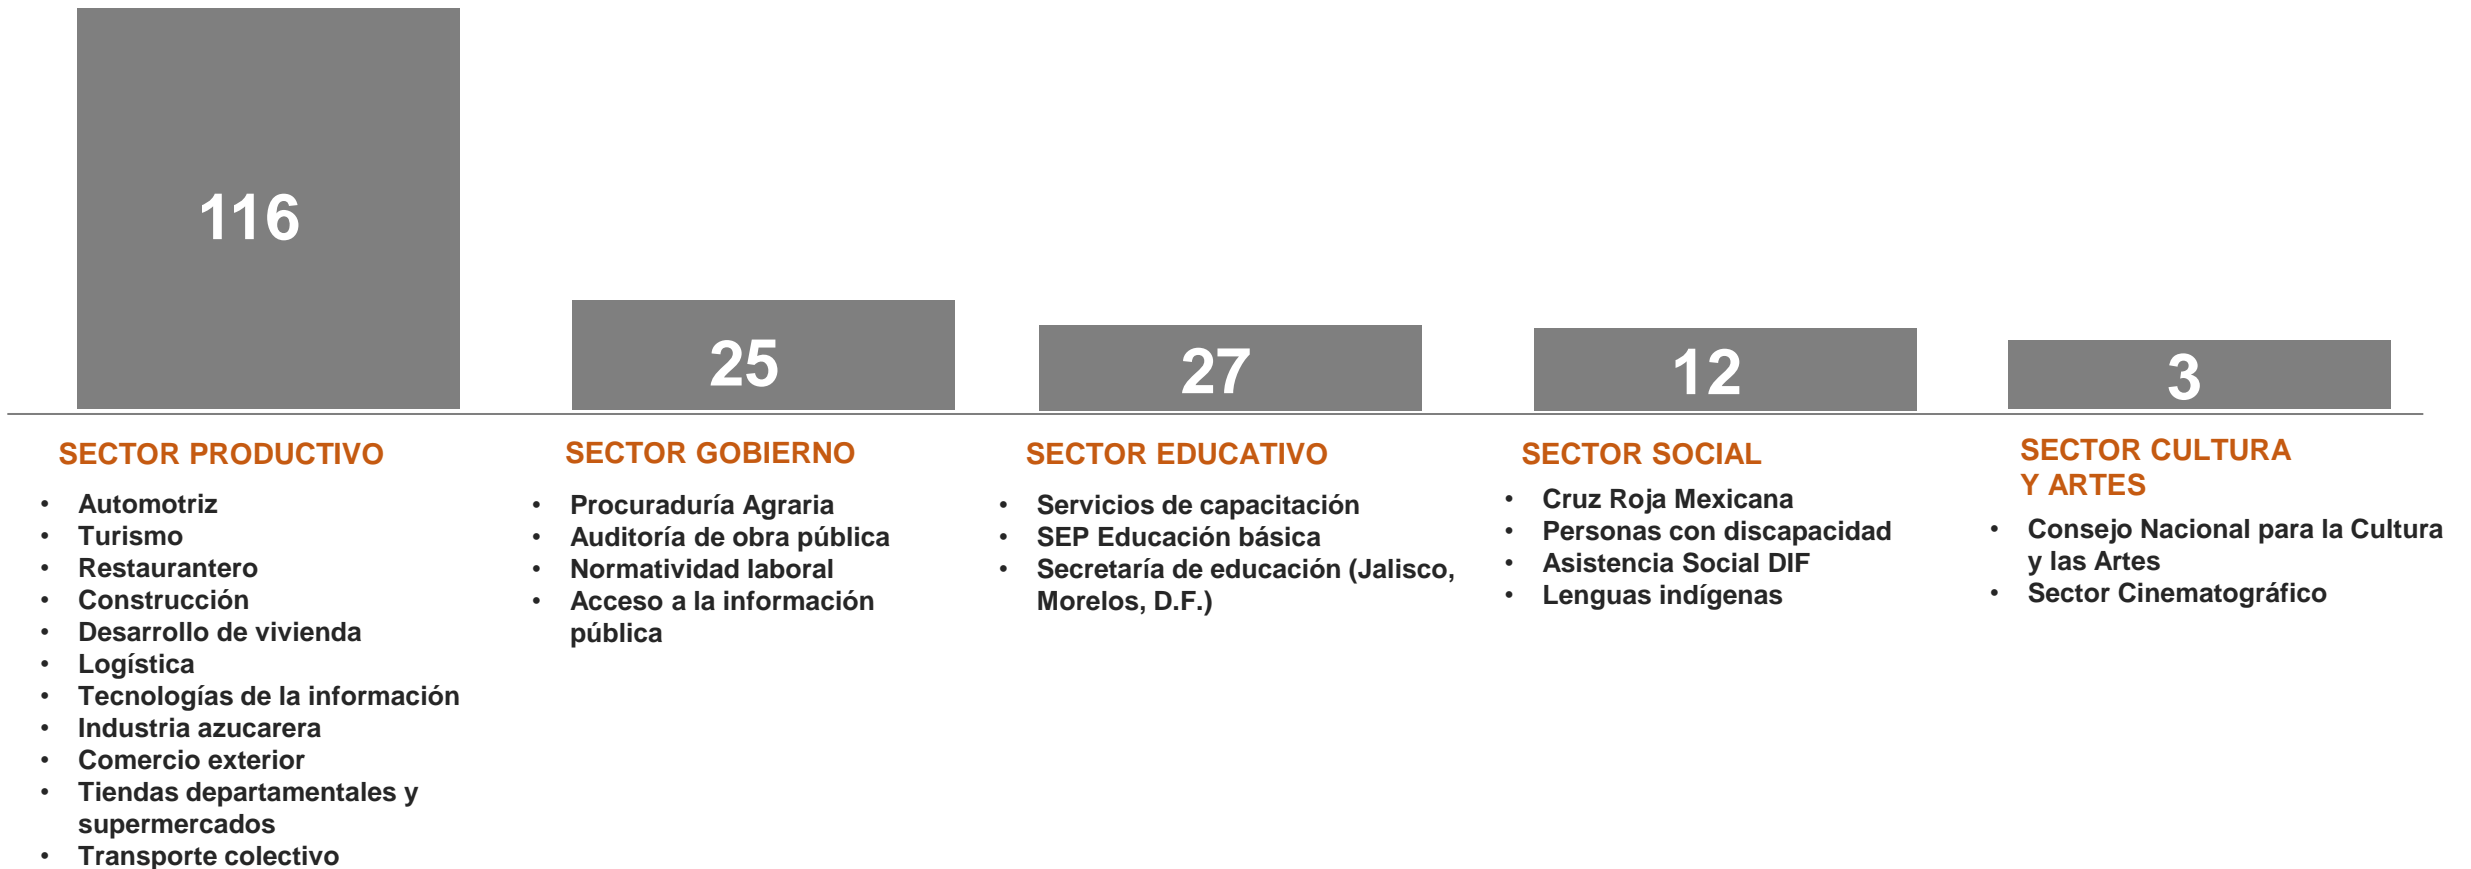 116
25
27
12
3
SECTOR PRODUCTIVO
• Automotriz
• Turismo
• Restaurantero
• Construcción
• Desarrollo de vivienda
• Logística
• Tecnologías de la información
• Industria azucarera
• Comercio exterior
• Tiendas departamentales y
supermercados
• Transporte colectivo
SECTOR GOBIERNO
• Procuraduría Agraria
• Auditoría de obra pública
• Normatividad laboral
• Acceso a la información
pública
SECTOR EDUCATIVO
• Servicios de capacitación
• SEP Educación básica
• Secretaría de educación (Jalisco,
Morelos, D.F.)
SECTOR SOCIAL
• Cruz Roja Mexicana
• Personas con discapacidad
• Asistencia Social DIF
• Lenguas indígenas
SECTOR CULTURA
Y ARTES
• Consejo Nacional para la Cultura
y las Artes
• Sector Cinematográfico